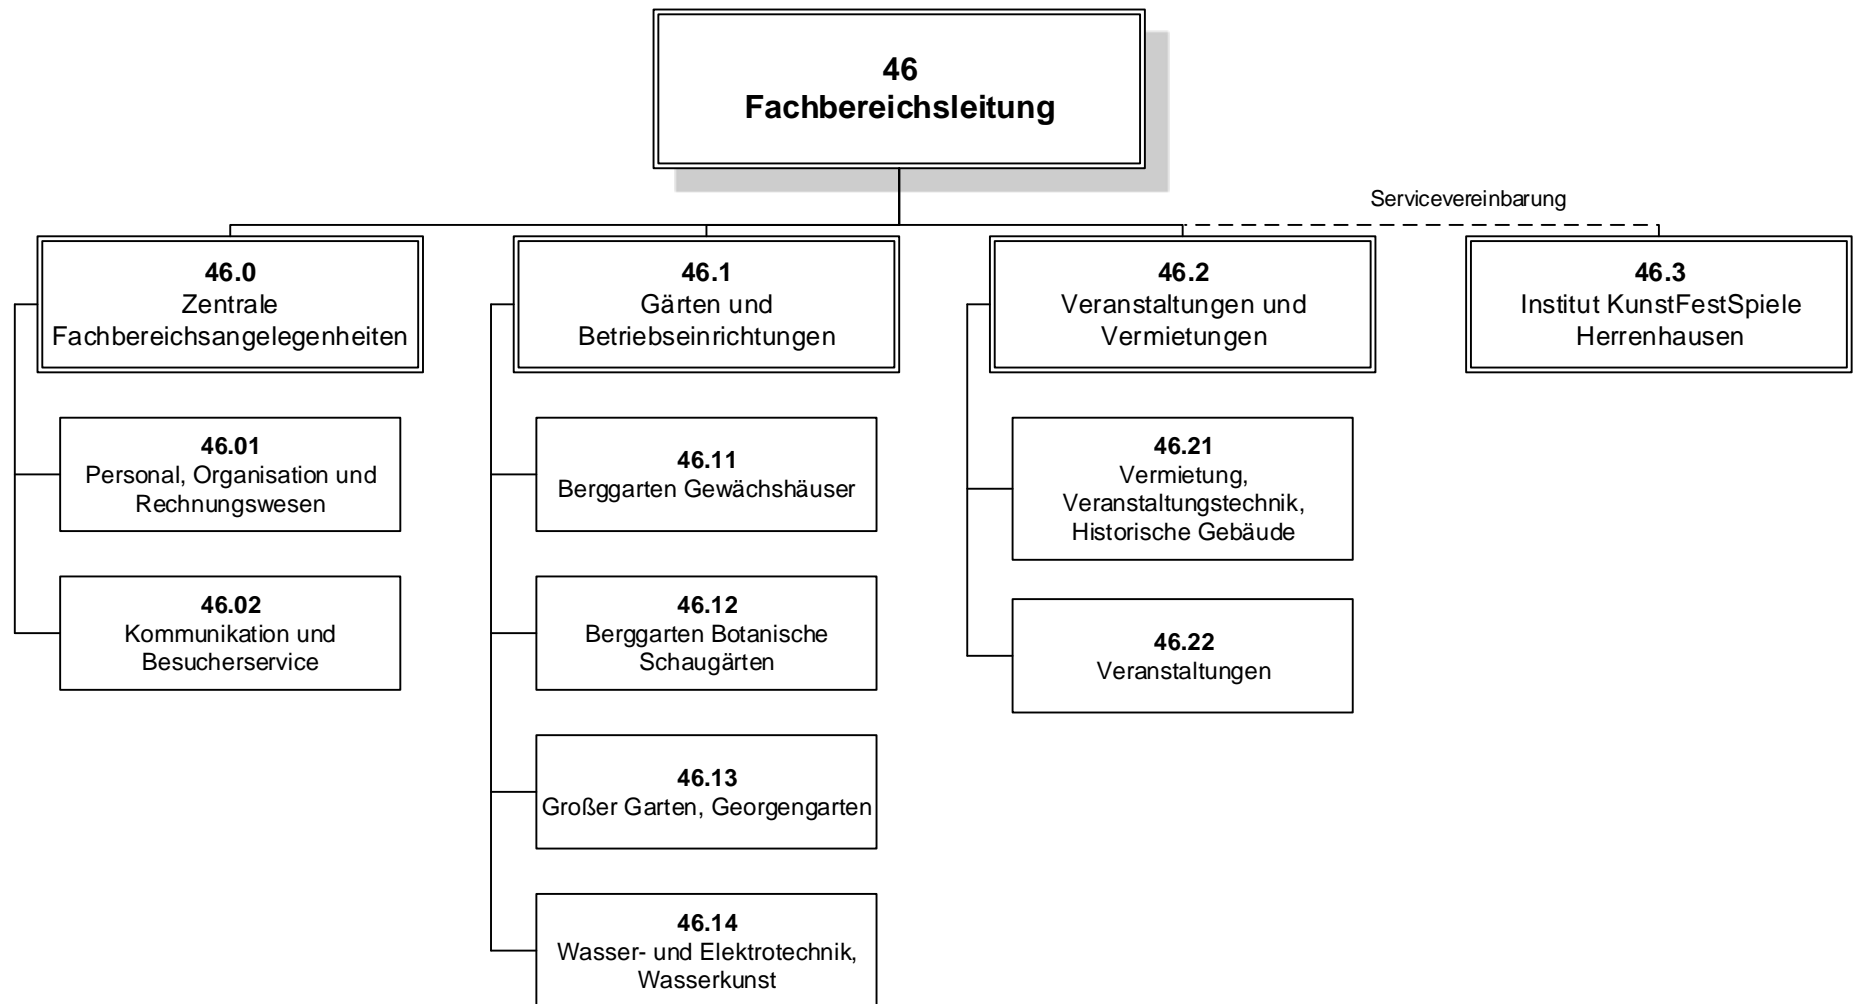 46
Fachbereichsleitung
Servicevereinbarung
46.0
Zentrale
Fachbereichsangelegenheiten
46.1
Gärten und
Betriebseinrichtungen
46.2
Veranstaltungen und
Vermietungen
46.3
Institut KunstFestSpiele
Herrenhausen
46.01
Personal, Organisation und
Rechnungswesen
46.02
Kommunikation und
Besucherservice
46.11
Berggarten Gewächshäuser
46.12
Berggarten Botanische
Schaugärten
46.13
Großer Garten, Georgengarten
46.14
Wasser- und Elektrotechnik,
Wasserkunst
46.21
Vermietung,
Veranstaltungstechnik,
Historische Gebäude
46.22
Veranstaltungen